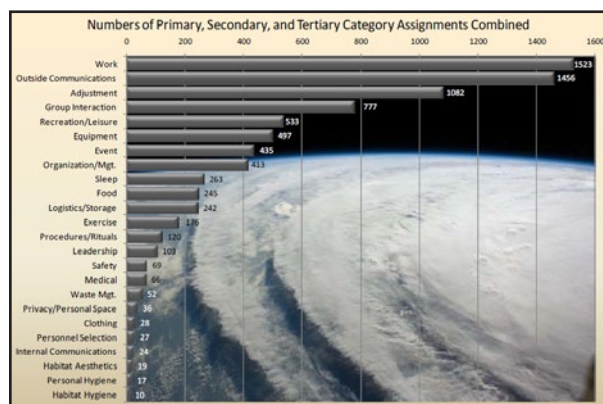 Numbers of Primary, Secondary, and Tertiary Category Assignments Combined
0 200 400 600 800 1000 1200 1400 1600
Work 1523
Outside Communications 1456
Adjustment 1082
Group Interaction 777
Recreation/Leisure 533
Equipment 497
Event 435
Organization/Mgt. 413
Sleep 263
Food 245
Logistics/Storage 242
Exercise 176
Procedures/Rituals 120
Leadership 103
Safety 69
Medical 66
Waste Mgt. 52
Privacy/Personal Space 36
Clothing 28
Personnel Selection 27
Internal Communications 24
Habitat Aesthetics 19
Personal Hygiene 17
Habitat Hygiene 10